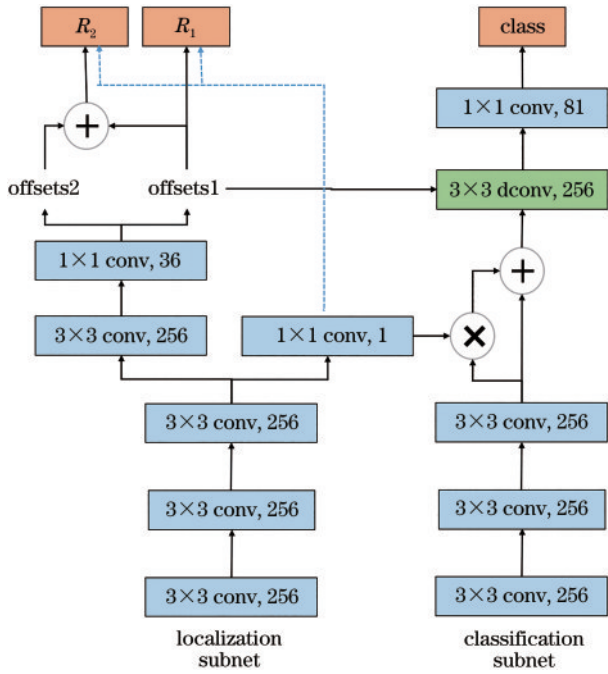 R₂
R₁
class
1×1 conv, 81
offsets2
offsets1
3×3 dconv, 256
1×1 conv, 36
3×3 conv, 256
1×1 conv, 1
3×3 conv, 256
3×3 conv, 256
3×3 conv, 256
3×3 conv, 256
3×3 conv, 256
3×3 conv, 256
localization
subnet
classification
subnet